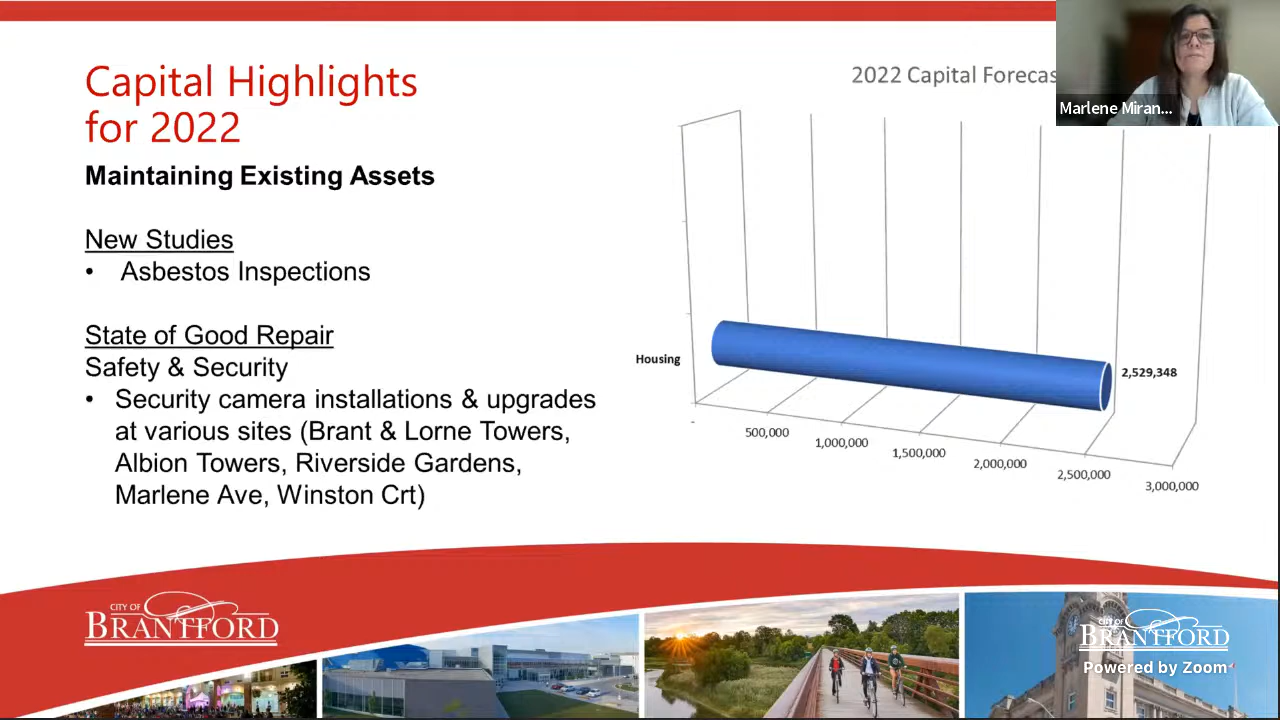 Capital Highlights
for 2022
Maintaining Existing Assets
New Studies
• Asbestos Inspections
State of Good Repair
Safety & Security
• Security camera installations & upgrades
at various sites (Brant & Lorne Towers,
Albion Towers, Riverside Gardens,
Marlene Ave, Winston Crt)
2022 Capital Forecas
Marlene Miran...
Housing
2,529,348
-
500,000
1,000,000
1,500,000
2,000,000
2,500,000
3,000,000
CITY OF
BRANTFORD
CITY OF
BRANTFORD
Powered by Zoom